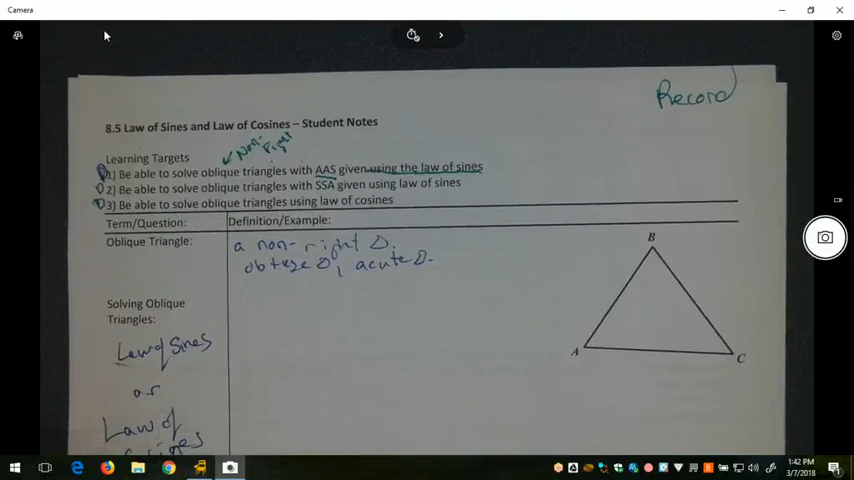 Camera
Record
8.5 Law of Sines and Law of Cosines – Student Notes
Non-
Right
Learning Targets
1) Be able to solve oblique triangles with AAS given using the law of sines
2) Be able to solve oblique triangles with SSA given using law of sines
3) Be able to solve oblique triangles using law of cosines
Term/Question: Definition/Example:
Oblique Triangle: a non-right Δ.
obtuse Δ, acute Δ.
B
Solving Oblique
Triangles:
Law of Sines
A C
or
Law of
1:42 PM
3/7/2018